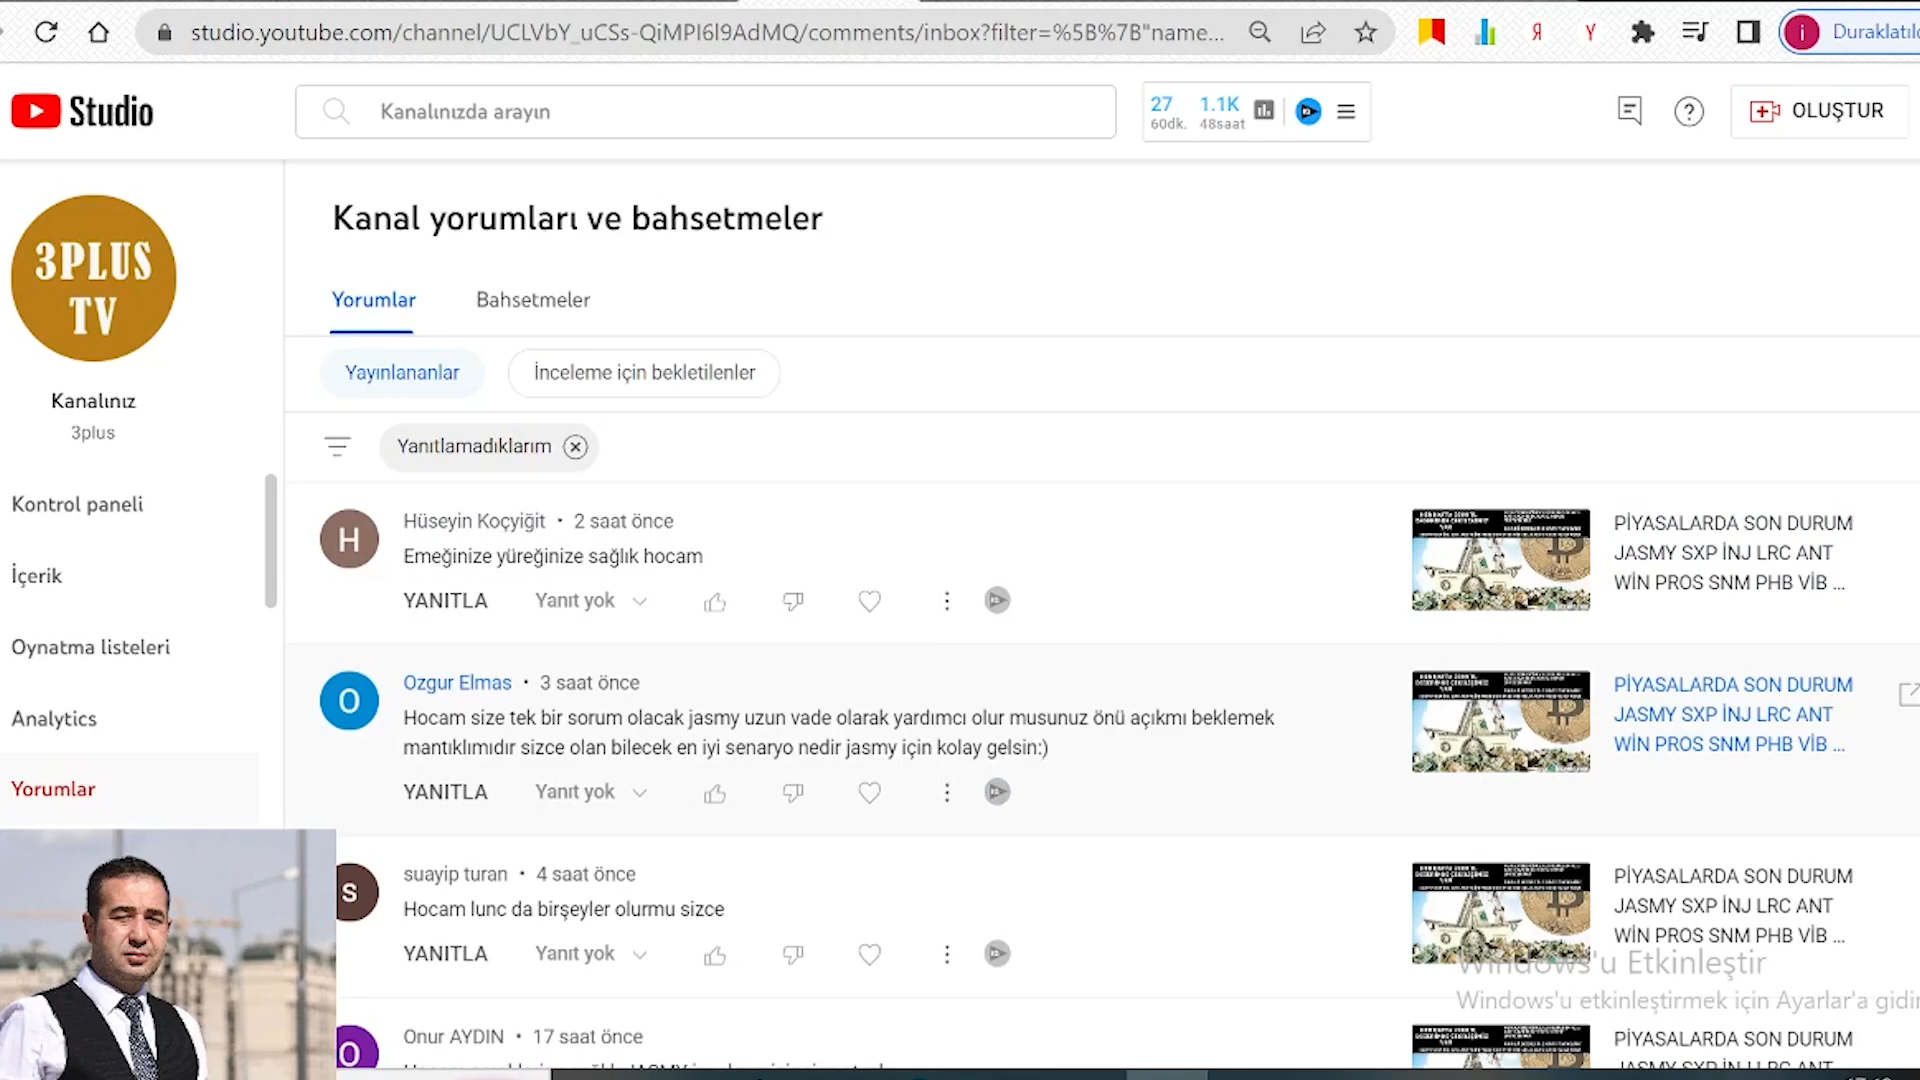 studio.youtube.com/channel/UCLVbY_uCSs-QiMPI6l9AdMQ/comments/inbox?filter=%5B%7B"name...
Duraklatıld
Studio
Kanalınızda arayın
27 1.1K
60dk. 48saat
OLUŞTUR
3PLUS
TV
Kanalınız
3plus
Kontrol paneli
İçerik
Oynatma listeleri
Analytics
Yorumlar
Kanal yorumları ve bahsetmeler
Yorumlar Bahsetmeler
Yayınlananlar İnceleme için bekletilenler
Yanıtlamadıklarım
H
Hüseyin Koçyiğit • 2 saat önce
Emeğinize yüreğinize sağlık hocam
YANITLA Yanıt yok
PİYASALARDA SON DURUM
JASMY SXP İNJ LRC ANT
WİN PROS SNM PHB VİB ...
O
Ozgur Elmas • 3 saat önce
Hocam size tek bir sorum olacak jasmy uzun vade olarak yardımcı olur musunuz önü açıkmı beklemek
mantıklımıdır sizce olan bilecek en iyi senaryo nedir jasmy için kolay gelsin:)
YANITLA Yanıt yok
PİYASALARDA SON DURUM
JASMY SXP İNJ LRC ANT
WİN PROS SNM PHB VİB ...
S
suayip turan • 4 saat önce
Hocam lunc da birşeyler olurmu sizce
YANITLA Yanıt yok
PİYASALARDA SON DURUM
JASMY SXP İNJ LRC ANT
WİN PROS SNM PHB VİB ...
Windows'u Etkinleştir
Windows'u etkinleştirmek için Ayarlar'a gidin
O
Onur AYDIN • 17 saat önce
PİYASALARDA SON DURUM
JASMY SXP İNJ LRC ANT